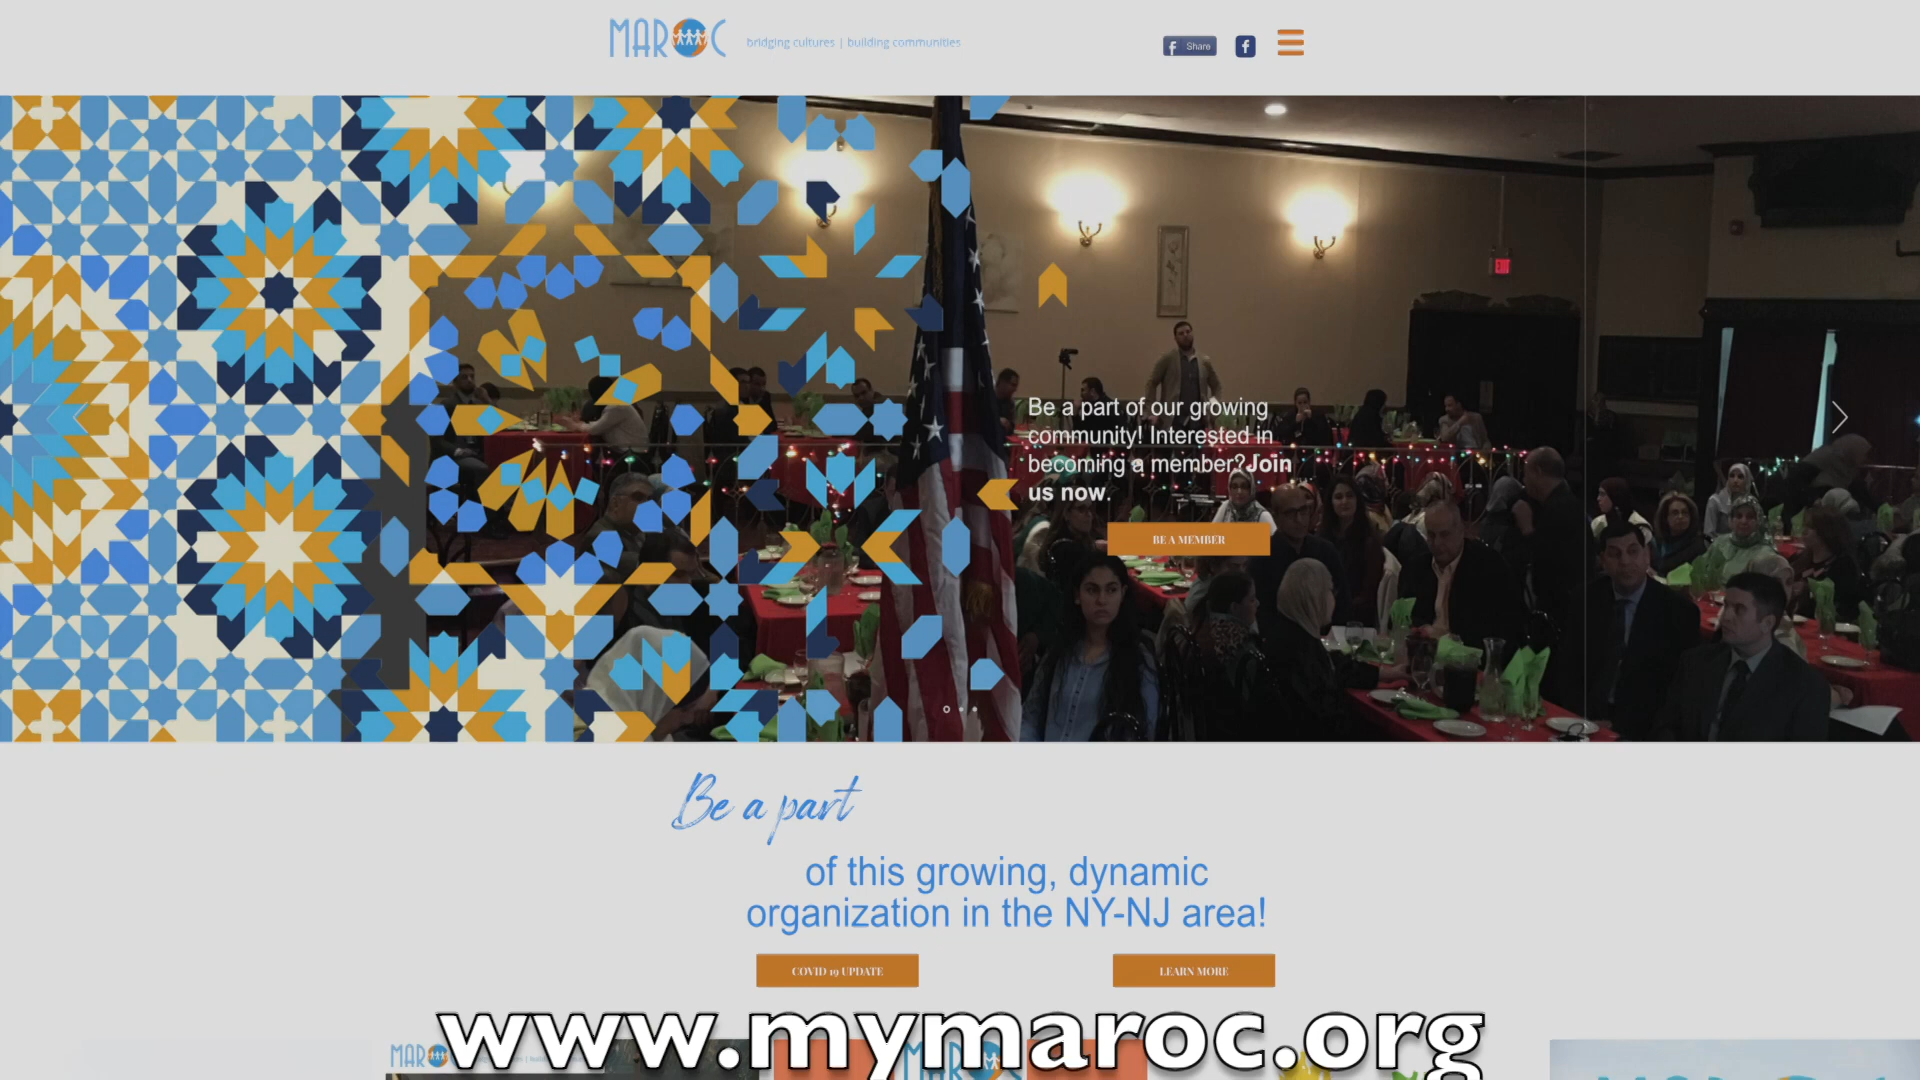 MAROC
bridging cultures | building communities
f Share
f
Be a part of our growing
community! Interested in
becoming a member?Join
us now.
BE A MEMBER
Be a part
of this growing, dynamic
organization in the NY-NJ area!
COVID 19 UPDATE
LEARN MORE
www.mymaroc.org
MAROC